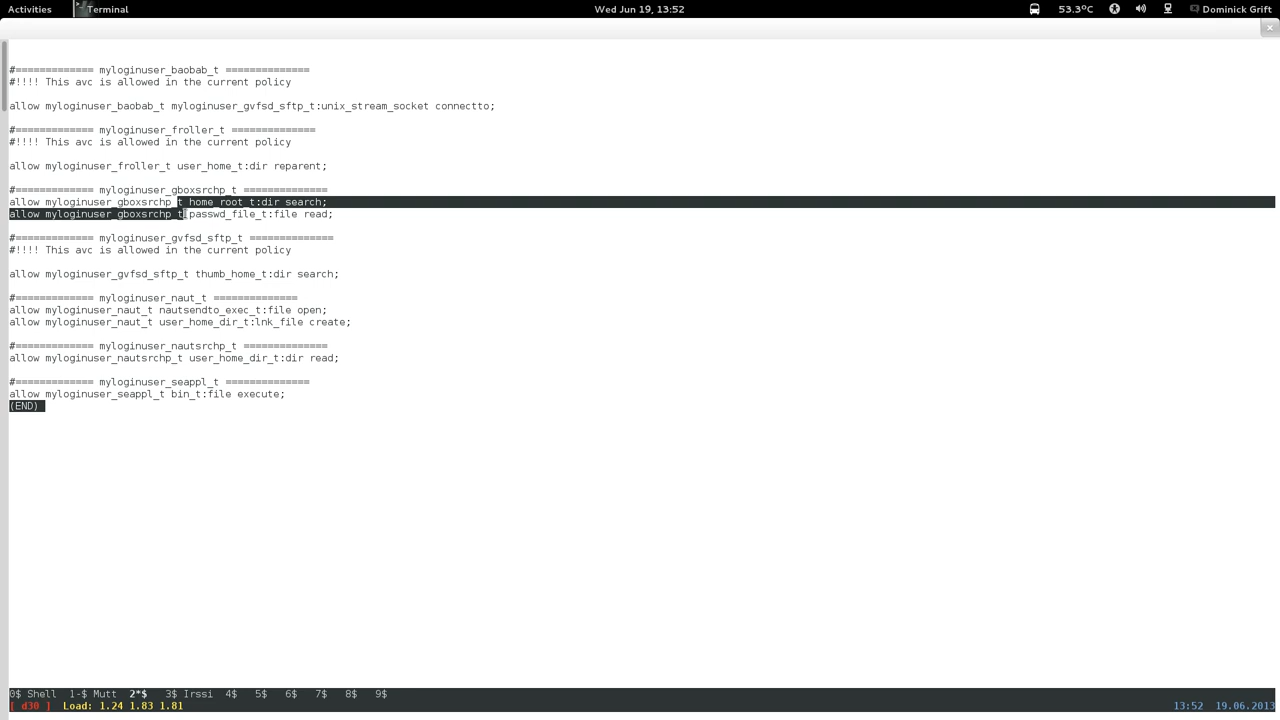 Activities Terminal Wed Jun 19, 13:52 53.3°C Dominick Grift
#============= myloginuser_baobab_t ==============
#!!!! This avc is allowed in the current policy
allow myloginuser_baobab_t myloginuser_gvfsd_sftp_t:unix_stream_socket connectto;
#============= myloginuser_froller_t ==============
#!!!! This avc is allowed in the current policy
allow myloginuser_froller_t user_home_t:dir reparent;
#============= myloginuser_gboxsrchp_t ==============
allow myloginuser_gboxsrchp_t home_root_t:dir search;
allow myloginuser_gboxsrchp_t passwd_file_t:file read;
#============= myloginuser_gvfsd_sftp_t ==============
#!!!! This avc is allowed in the current policy
allow myloginuser_gvfsd_sftp_t thumb_home_t:dir search;
#============= myloginuser_naut_t ==============
allow myloginuser_naut_t nautsendto_exec_t:file open;
allow myloginuser_naut_t user_home_dir_t:lnk_file create;
#============= myloginuser_nautsrchp_t ==============
allow myloginuser_nautsrchp_t user_home_dir_t:dir read;
#============= myloginuser_seappl_t ==============
allow myloginuser_seappl_t bin_t:file execute;
(END)
0$ Shell 1-$ Mutt 2*$ 3$ Irssi 4$ 5$ 6$ 7$ 8$ 9$
[ d30 ] Load: 1.24 1.83 1.81 13:52 19.06.2013